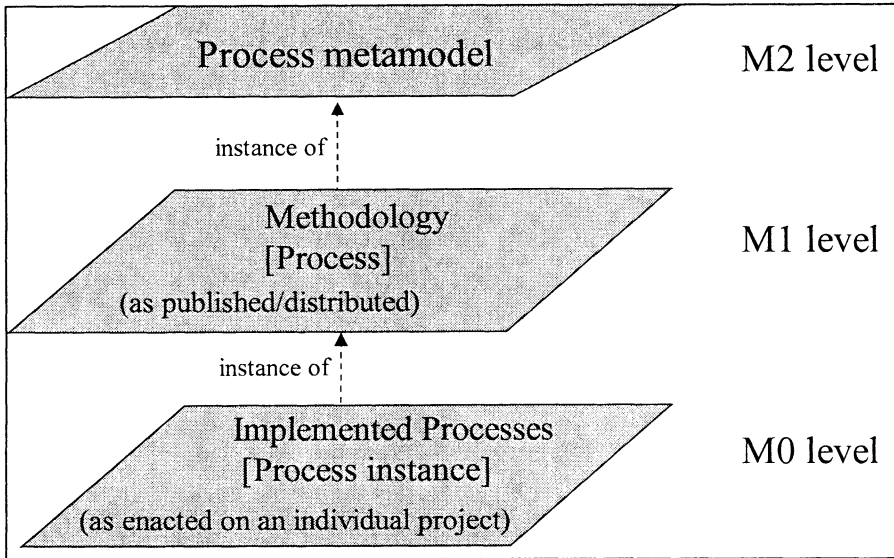 Process metamodel
M2 level
instance of
Methodology
[Process]
(as published/distributed)
M1 level
instance of
Implemented Processes
[Process instance]
(as enacted on an individual project)
M0 level